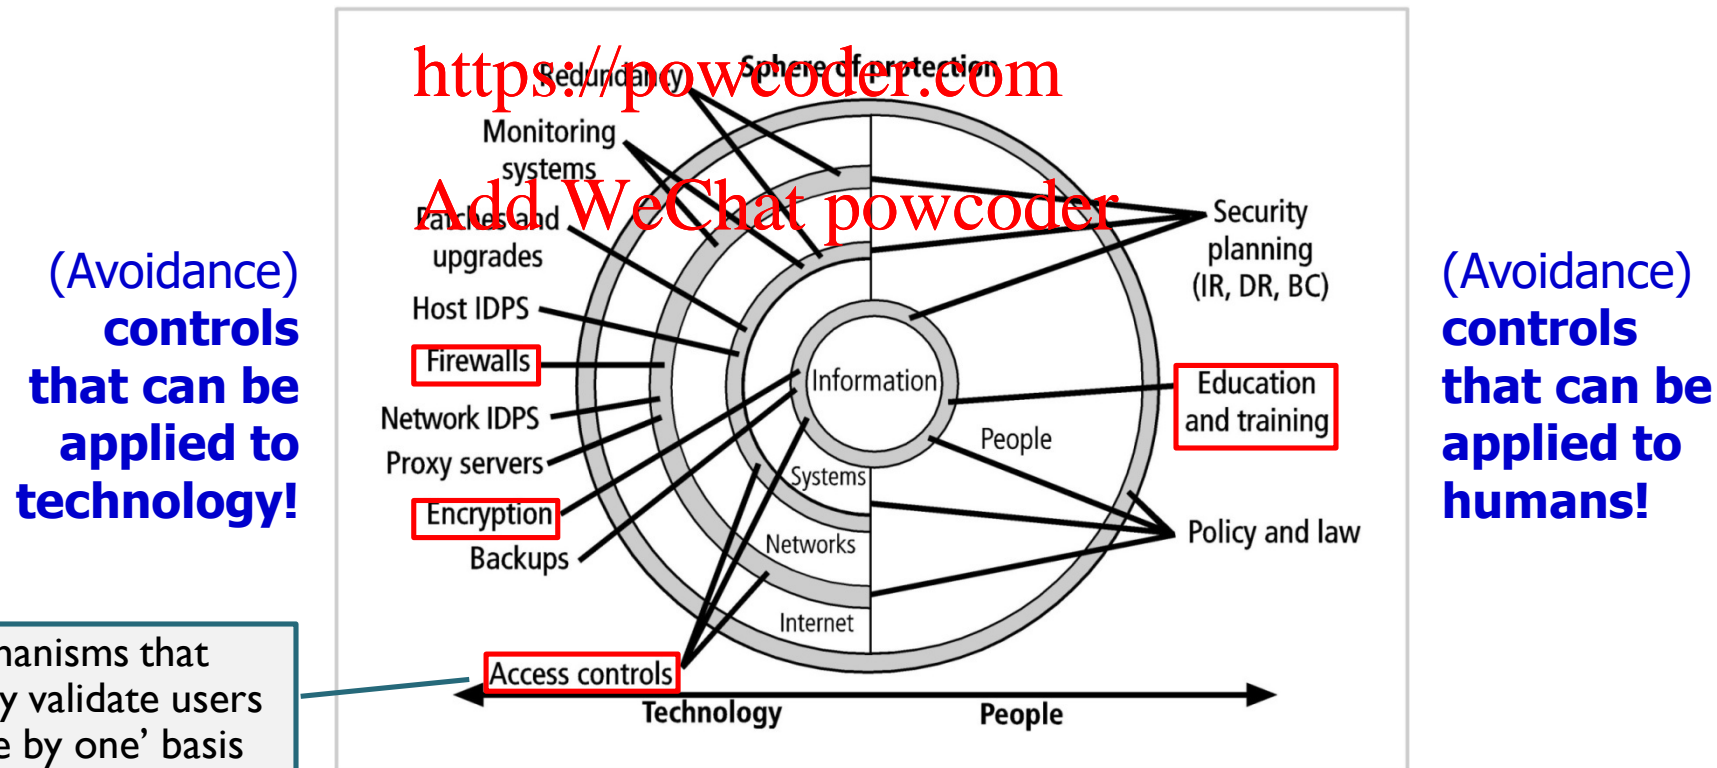 https://powcoder.com
Sphere of protection
Redundancy
Monitoring
systems
Add WeChat powcoder
Patches and
upgrades
Host IDPS
Firewalls
Network IDPS
Proxy servers
Encryption
Backups
Access controls
(Avoidance)
controls
that can be
applied to
technology!
Information
People
Systems
Networks
Internet
Security
planning
(IR, DR, BC)
Education
and training
Policy and law
(Avoidance)
controls
that can be
applied to
humans!
that
validate users
by one’ basis
Technology
People